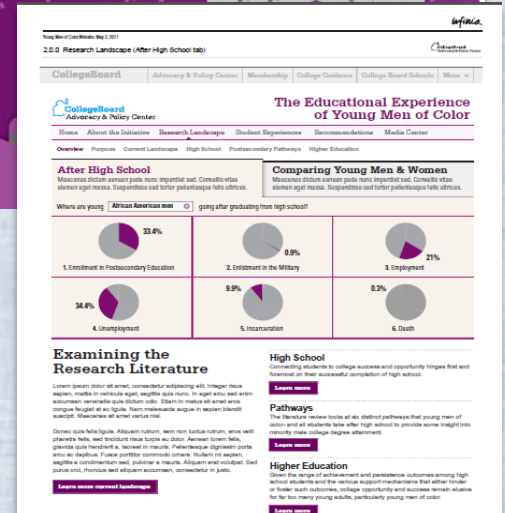 infinia
Young Men of Color Website: May 2, 2011
2.0.0 Research Landscape (After High School tab)
CollegeBoard
Advocacy & Policy Center
CollegeBoard Advocacy & Policy Center Membership College Guidance College Board Schools More
CollegeBoard
Advocacy & Policy Center
The Educational Experience
of Young Men of Color
Home About the Initiative Research Landscape Student Experiences Recommendations Media Center
Overview Purpose Current Landscape High School Postsecondary Pathways Higher Education
After High School
Maecenas dictum aenean pede nunc imperdiet sed. Convallis vitae
elemen eget massa. Suspendisse sed tortor pellentesque felis ultrices.
Comparing Young Men & Women
Maecenas dictum aenean pede nunc imperdiet sed. Convallis vitae
elemen eget massa. Suspendisse sed tortor pellentesque felis ultrices.
Where are young African American men going after graduating from high school?
33.4%
1. Enrollment in Postsecondary Education
0.9%
2. Enlistment in the Military
21%
3. Employment
34.4%
4. Unemployment
9.9%
5. Incarceration
0.3%
6. Death
Examining the
Research Literature
Lorem ipsum dolor sit amet, consectetur adipiscing elit. Integer risus
sapien, mattis in vehicula eget, sagittis quis nunc. In eget arcu sed enim
accumsan venenatis quis dictum odio. Etiam in metus sit amet eros
congue feugiat et ac ligula. Nam malesuada augue in sapien blandit
suscipit. Maecenas sit amet varius nisl.
Donec quis felis ligula. Aliquam rutrum, sem non luctus rutrum, eros velit
pharetra felis, sed tincidunt risus turpis eu dolor. Aenean lorem felis,
gravida quis hendrerit a, laoreet in mauris. Pellentesque dignissim porta
arcu ac dapibus. Fusce porttitor commodo ornare. Nullam mi sapien,
sagittis a condimentum sed, pulvinar a mauris. Aliquam erat volutpat. Sed
purus orci, rhoncus sed aliquam accumsan, consectetur in justo.
Learn more current landscape
High School
Connecting students to college success and opportunity hinges first and
foremost on their successful completion of high school.
Learn more
Pathways
The literature review looks at six distinct pathways that young men of
color- and all students take after high school to provide some insight into
minority male college degree attainment.
Learn more
Higher Education
Given the range of achievement and persistence outcomes among high
school students and the various support mechanisms that either hinder
or foster such outcomes, college opportunity and success remain elusive
for far too many young adults, particularly young men of color.
Learn more